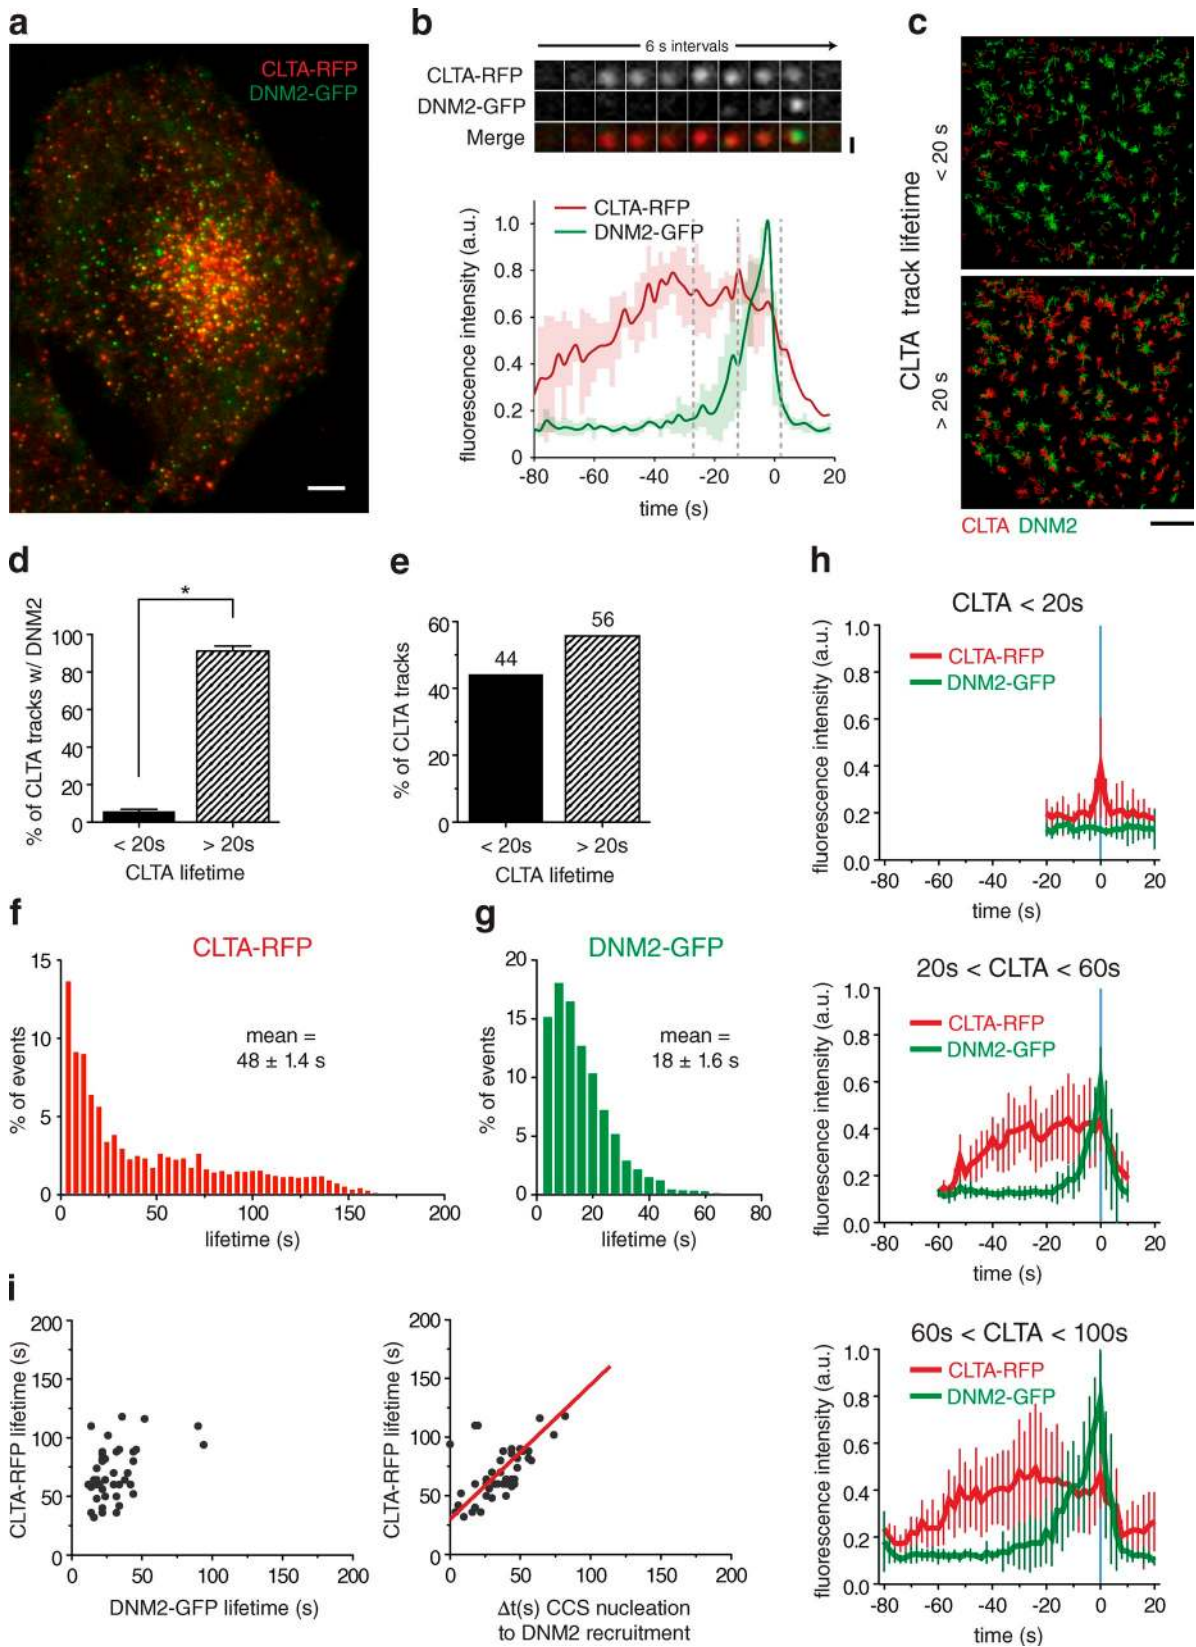 a
CLTA-RFP
DNM2-GFP
b
6 s intervals
CLTA-RFP
DNM2-GFP
Merge
fluorescence intensity (a.u.)
1.0
0.8
0.6
0.4
0.2
0
CLTA-RFP
DNM2-GFP
-80 -60 -40 -20 0 20
time (s)
c
CLTA track lifetime
< 20 s
> 20 s
CLTA DNM2
d
% of CLTA tracks w/ DNM2
100
80
60
40
20
0
*
< 20s > 20s
CLTA lifetime
e
% of CLTA tracks
60
40
20
0
44
56
< 20s > 20s
CLTA lifetime
f
CLTA-RFP
% of events
15
10
5
0
mean =
48 ± 1.4 s
0 50 100 150 200
lifetime (s)
g
DNM2-GFP
% of events
20
15
10
5
0
mean =
18 ± 1.6 s
0 20 40 60 80
lifetime (s)
h
CLTA < 20s
fluorescence intensity (a.u.)
1.0
0.8
0.6
0.4
0.2
0.0
CLTA-RFP
DNM2-GFP
-80 -60 -40 -20 0 20
time (s)
20s < CLTA < 60s
fluorescence intensity (a.u.)
1.0
0.8
0.6
0.4
0.2
0.0
CLTA-RFP
DNM2-GFP
-80 -60 -40 -20 0 20
time (s)
60s < CLTA < 100s
fluorescence intensity (a.u.)
1.0
0.8
0.6
0.4
0.2
0.0
CLTA-RFP
DNM2-GFP
-80 -60 -40 -20 0 20
time (s)
i
CLTA-RFP lifetime (s)
200
150
100
50
0
0 50 100 150 200
DNM2-GFP lifetime (s)
CLTA-RFP lifetime (s)
200
150
100
50
0
0 50 100 150 200
Δt(s) CCS nucleation
to DNM2 recruitment